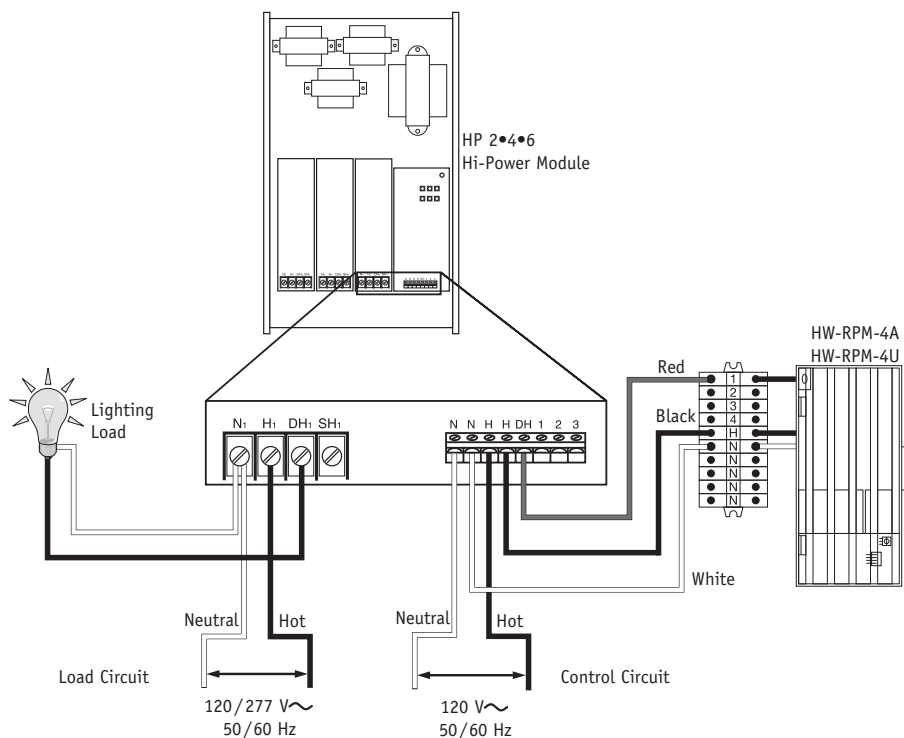 HP 2•4•6
Hi-Power Module
HW-RPM-4A
HW-RPM-4U
Red
Black
White
1
2
3
4
H
N
N
N
N
N
Lighting
Load
N1 H1 DH1 SH1
N N H H DH 1 2 3
Neutral
Hot
Load Circuit
120/277 V~
50/60 Hz
Neutral
Hot
Control Circuit
120 V~
50/60 Hz